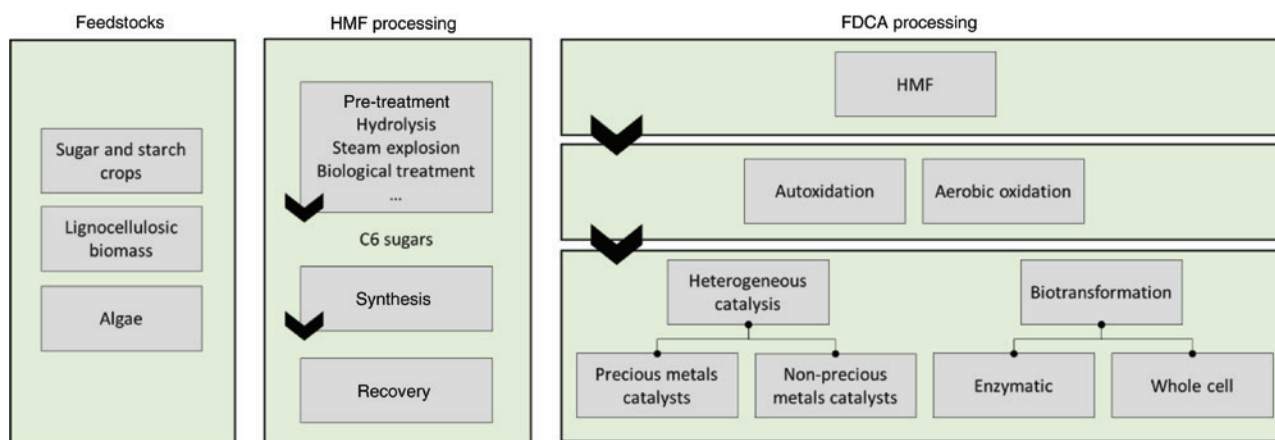 Feedstocks
Sugar and starch
crops
Lignocellulosic
biomass
Algae
HMF processing
Pre-treatment
Hydrolysis
Steam explosion
Biological treatment
...
C6 sugars
Synthesis
Recovery
FDCA processing
HMF
Autoxidation
Aerobic oxidation
Heterogeneous
catalysis
Biotransformation
Precious metals
catalysts
Non-precious
metals catalysts
Enzymatic
Whole cell